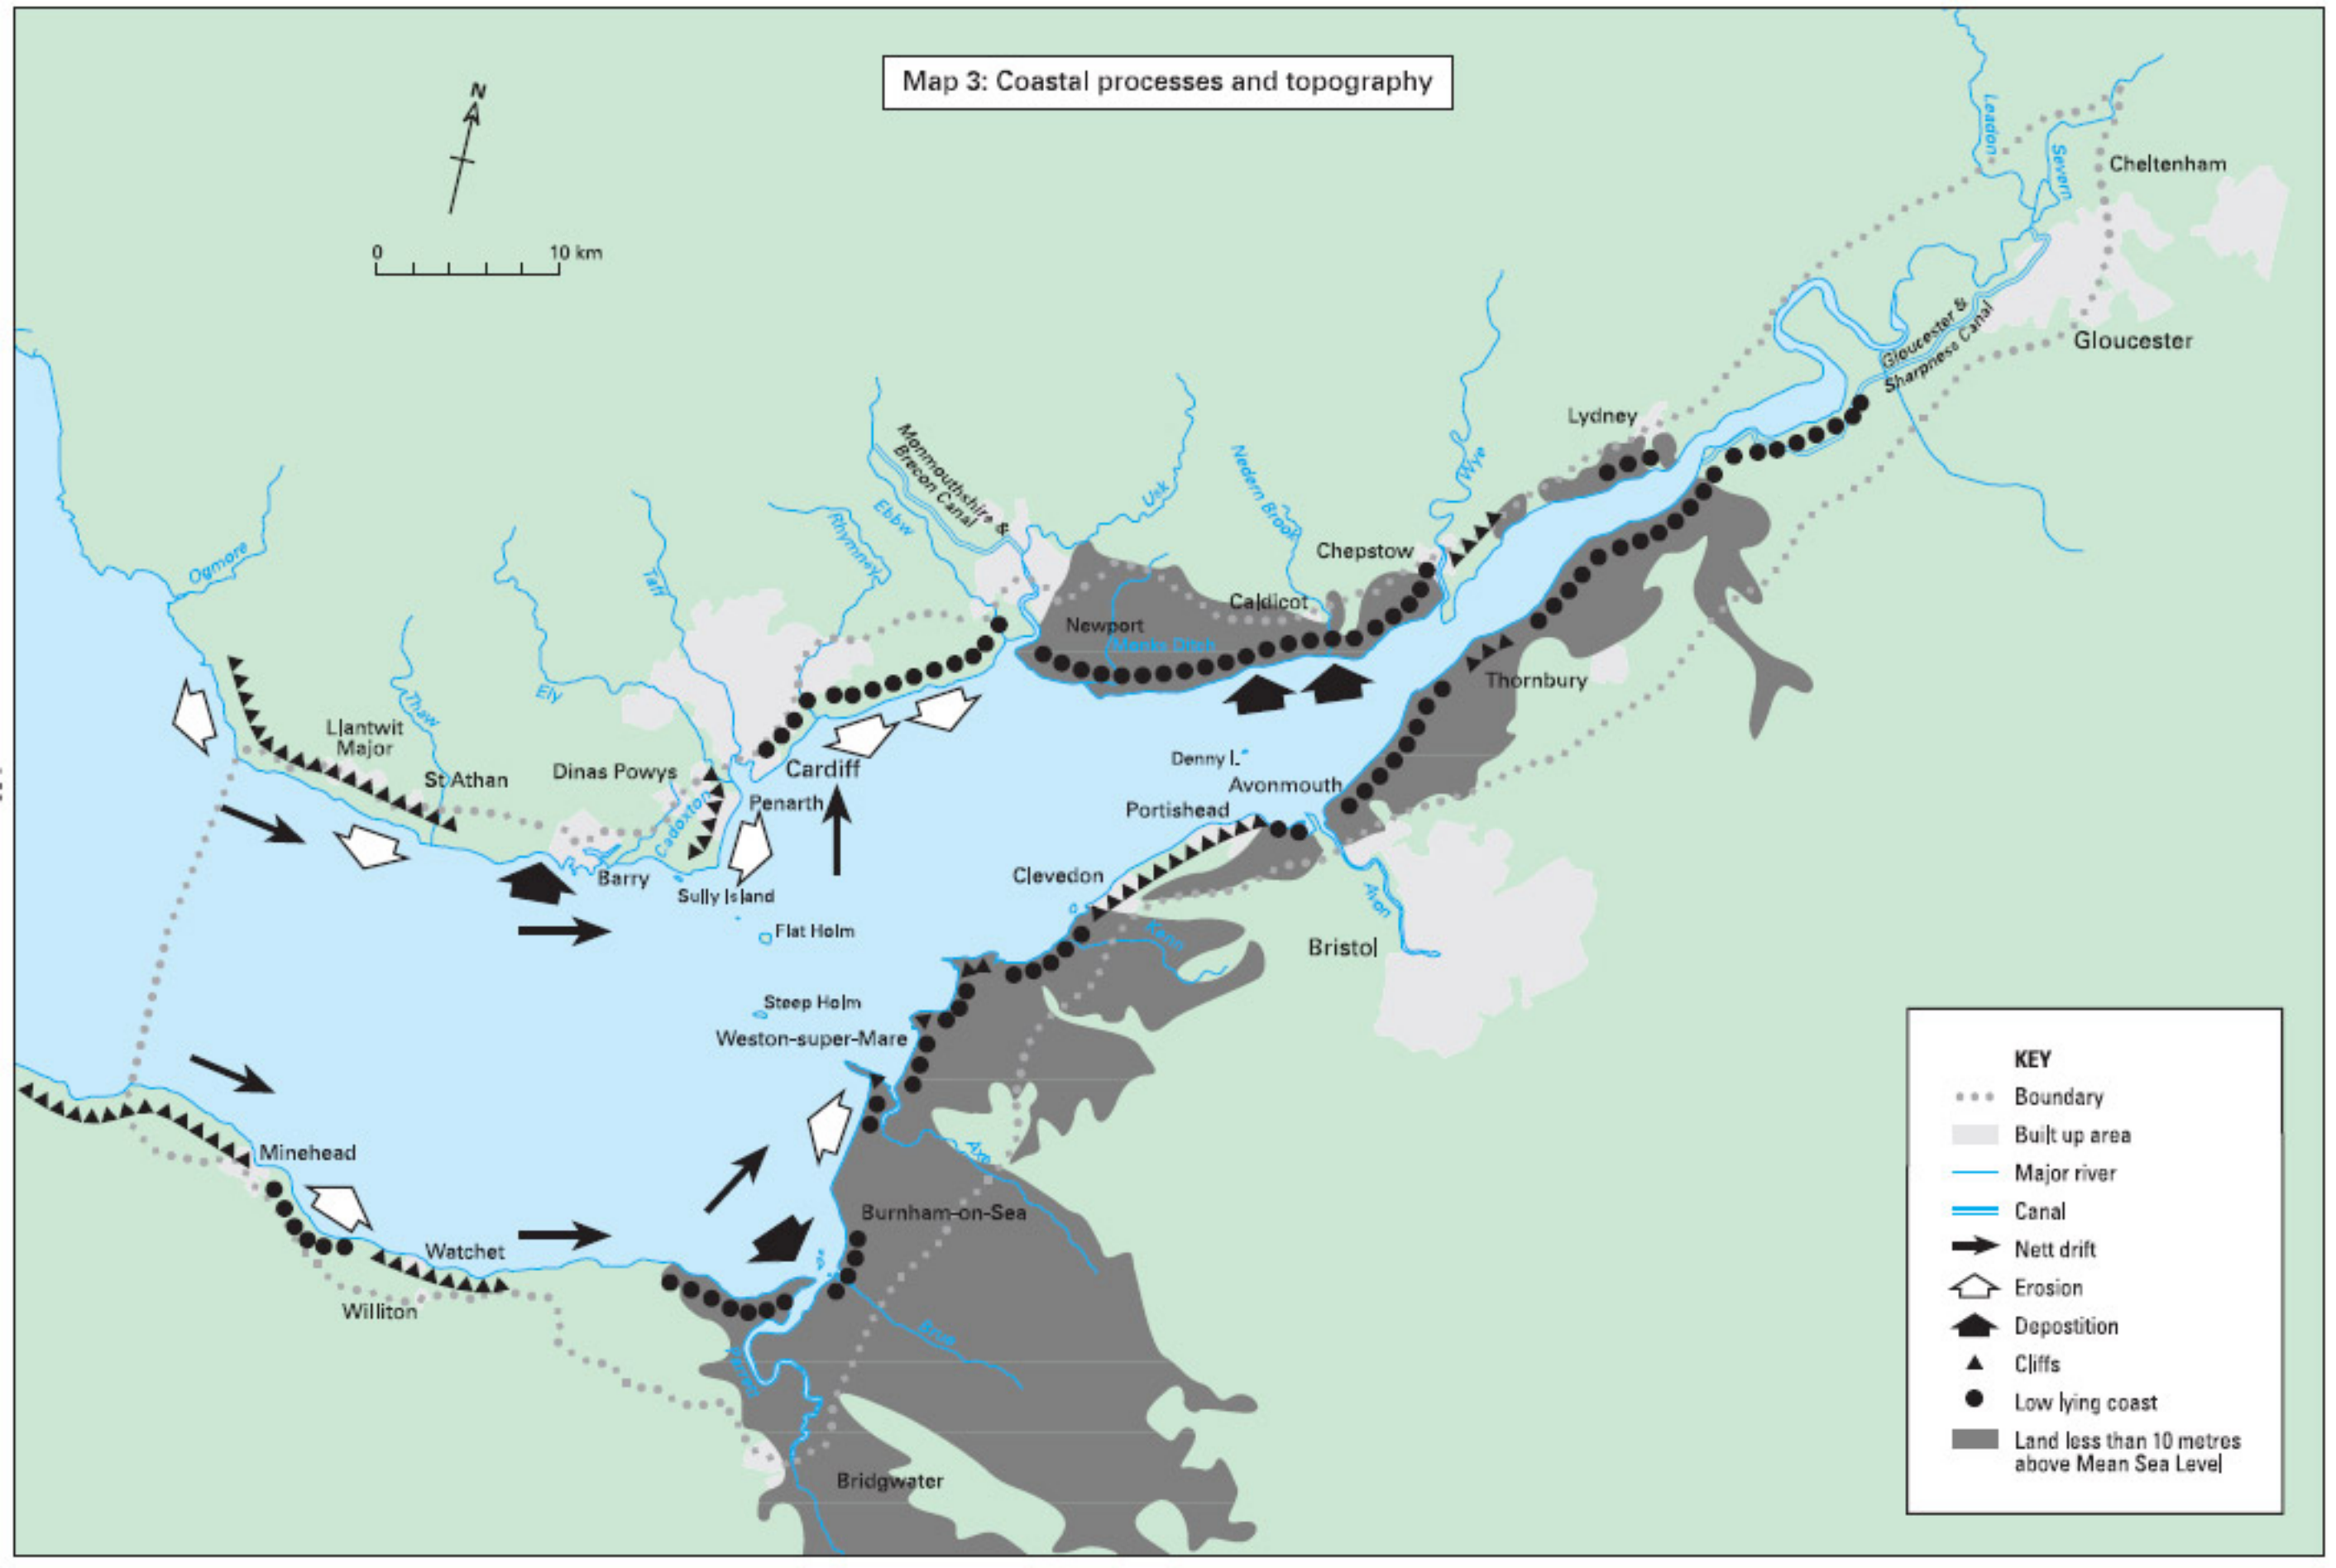 Map 3: Coastal processes and topography
N
0 10 km
Leadon
Severn
Cheltenham
Gloucester &
Sharpness Canal
Gloucester
Lydney
Monmouthshire &
Brecon Canal
Ebbw
Usk
Nedern Brook
Wye
Ogmore
Rhymney
Taff
Chepstow
Caldicot
Newport
Monks Ditch
Thornbury
Ely
Thaw
Llantwit
Major
St Athan
Dinas Powys
Cadoxton
Cardiff
Penarth
Denny I.
Avonmouth
Portishead
Barry
Sully Island
Clevedon
Avon
Flat Holm
Kenn
Bristol
Steep Holm
Weston-super-Mare
Minehead
Axe
Burnham-on-Sea
Watchet
Williton
Brue
Parrett
Bridgwater
KEY
Boundary
Built up area
Major river
Canal
Nett drift
Erosion
Depostition
Cliffs
Low lying coast
Land less than 10 metres
above Mean Sea Level